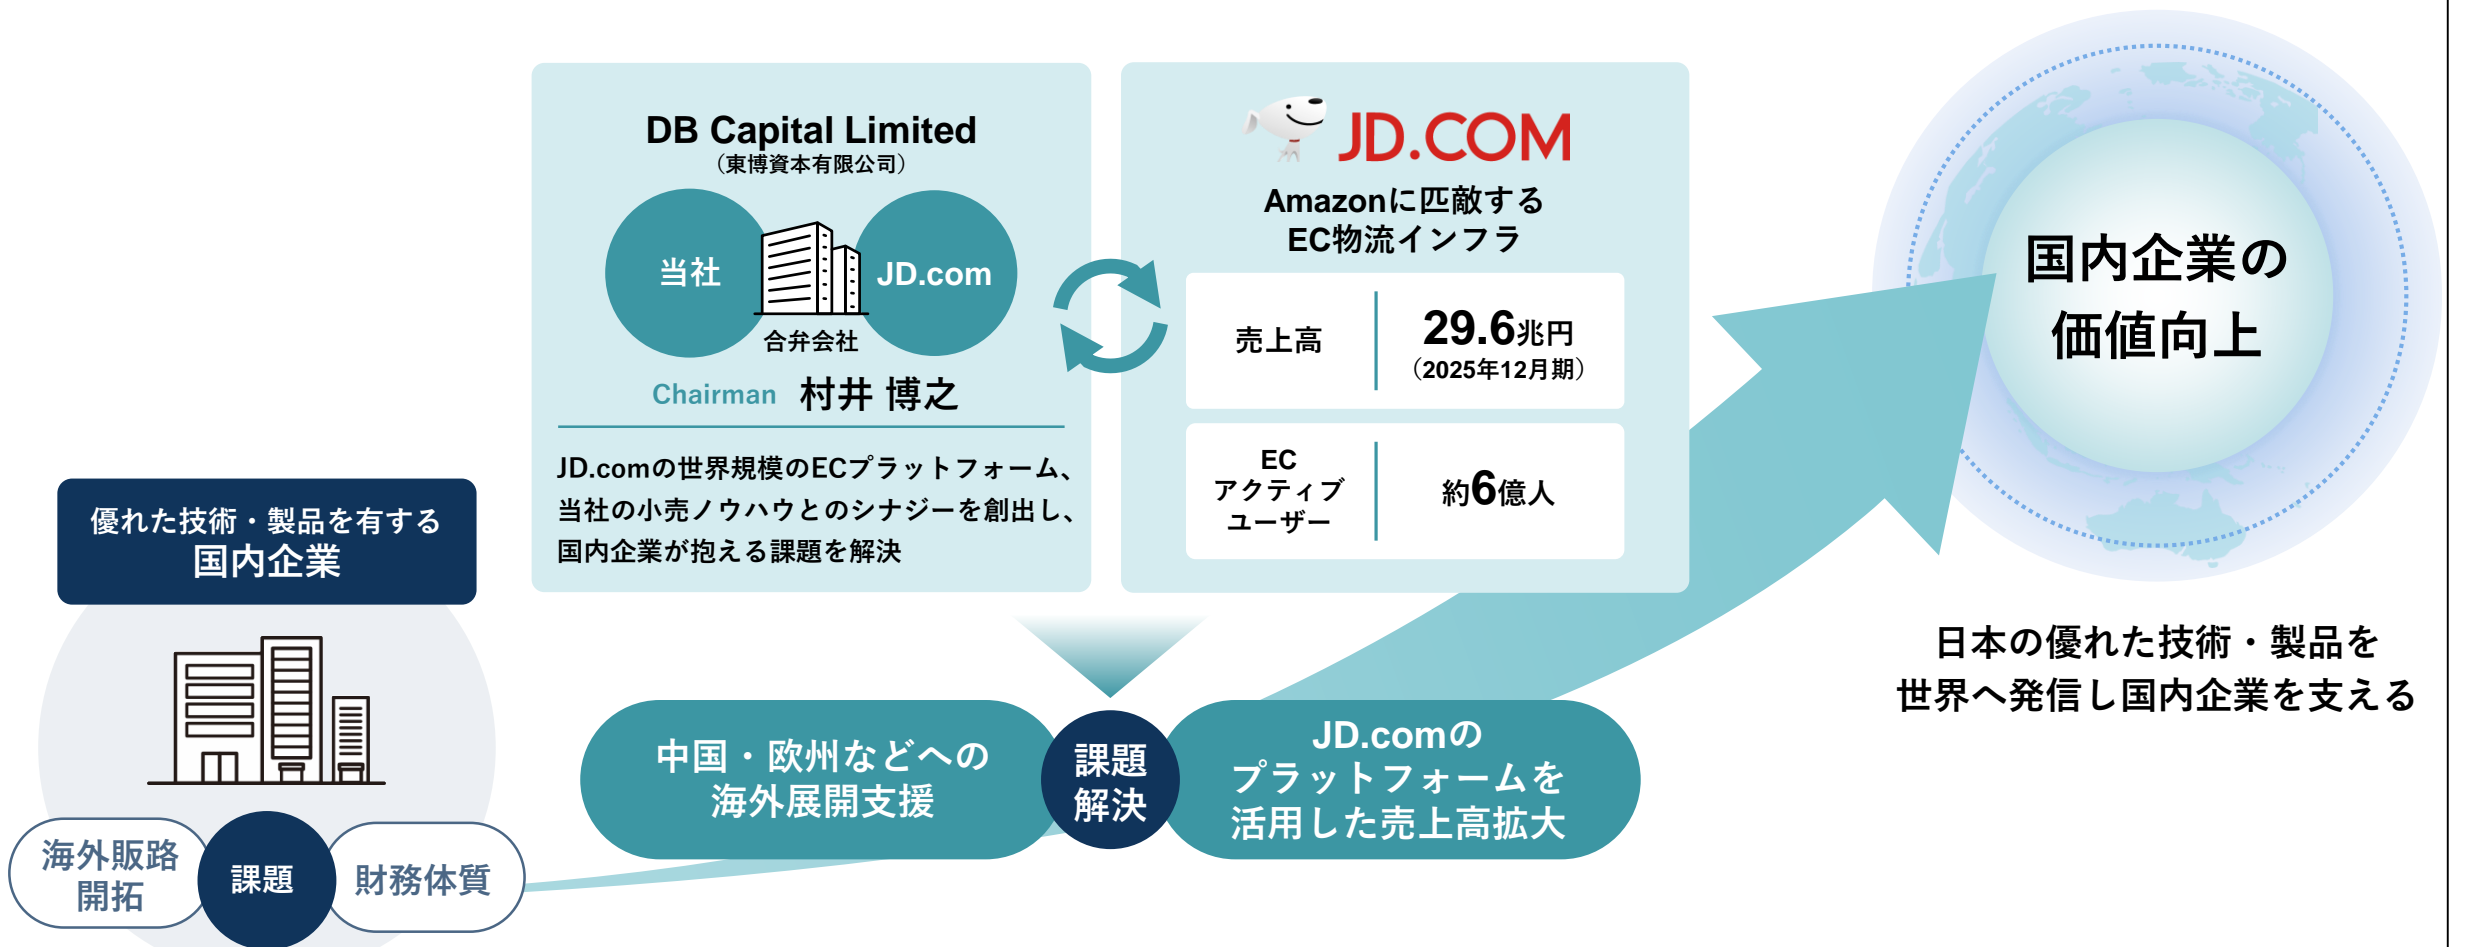 優れた技術・製品を有する
国内企業
海外販路
開拓
課題
財務体質
DB Capital Limited
（東博資本有限公司）
当社
JD.com
合弁会社
Chairman 村井 博之
JD.comの世界規模のECプラットフォーム、
当社の小売ノウハウとのシナジーを創出し、
国内企業が抱える課題を解決
JD.COM
Amazonに匹敵する
EC物流インフラ
売上高
29.6兆円
（2025年12月期）
EC
アクティブ
ユーザー
約6億人
中国・欧州などへの
海外展開支援
課題
解決
JD.comの
プラットフォームを
活用した売上高拡大
国内企業の
価値向上
日本の優れた技術・製品を
世界へ発信し国内企業を支える